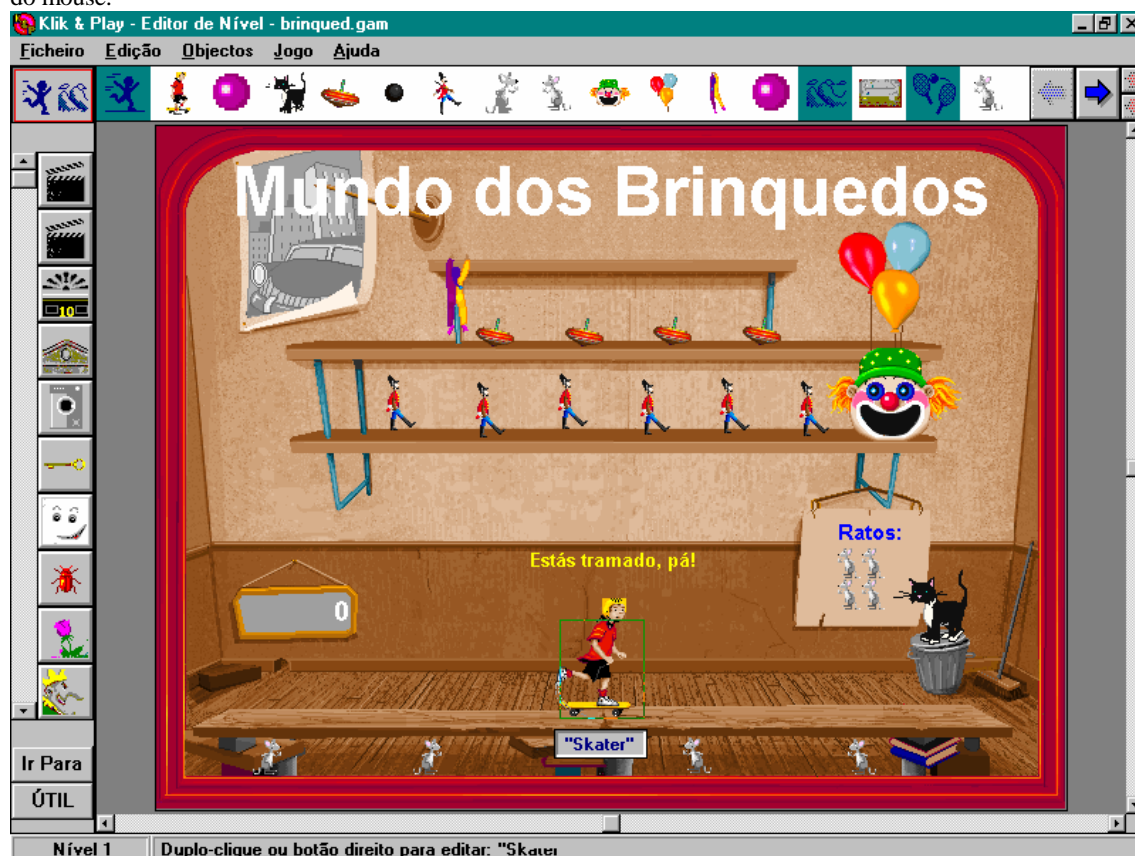 do mouse.
Klik & Play - Editor de Nível - brinqued.gam
Ficheiro Edição Objectos Jogo Ajuda
Mundo dos Brinquedos
10
Ratos:
Estás tramado, pá!
0
"Skater"
Ir Para
ÚTIL
Nível 1 Duplo-clique ou botão direito para editar: "Skater